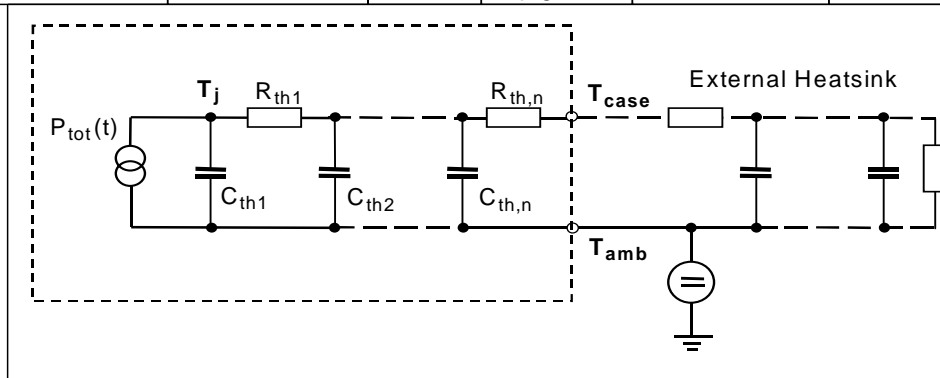 External Heatsink
T_j
R_th1
R_th,n
T_case
P_tot(t)
C_th1
C_th2
C_th,n
T_amb